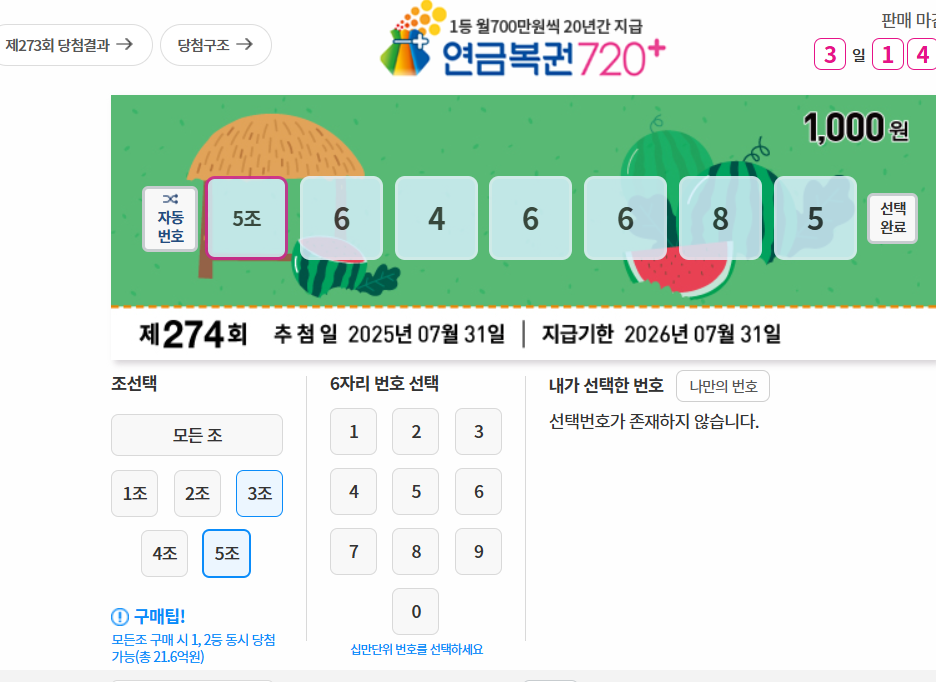 제273회 당첨결과 →
당첨구조 →
1등 월700만원씩 20년간 지급
연금복권720+
판매 마감
3 일 1 4
1,000원
자동
번호
5조 6 4 6 6 8 5
선택
완료
제274회 추첨일 2025년 07월 31일 | 지급기한 2026년 07월 31일
조선택
모든 조
1조 2조 3조
4조 5조
구매팁!
모든조 구매 시 1, 2등 동시 당첨
가능(총 21.6억원)
6자리 번호 선택
1 2 3
4 5 6
7 8 9
0
십만단위 번호를 선택하세요
내가 선택한 번호 나만의 번호
선택번호가 존재하지 않습니다.